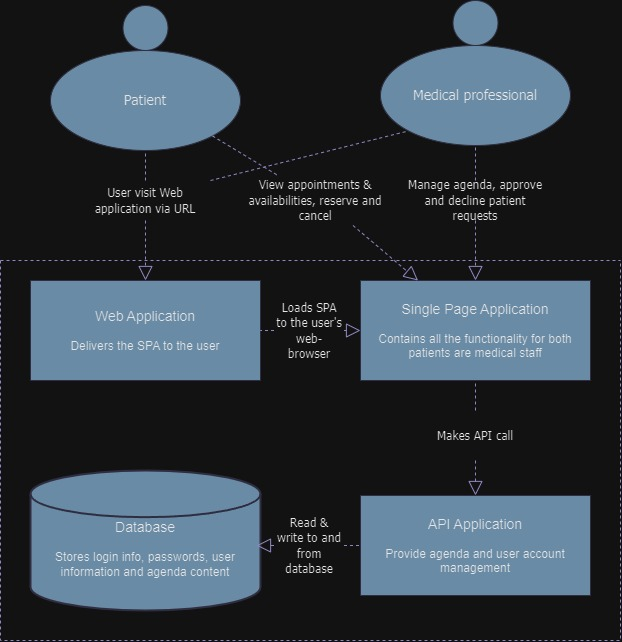 Patient
Medical professional
User visit Web
application via URL
View appointments &
availabilities, reserve and
cancel
Manage agenda, approve
and decline patient
requests
Web Application
Delivers the SPA to the user
Loads SPA
to the user's
web-
browser
Single Page Application
Contains all the functionality for both
patients are medical staff
Makes API call
Database
Stores login info, passwords, user
information and agenda content
Read &
write to and
from
database
API Application
Provide agenda and user account
management